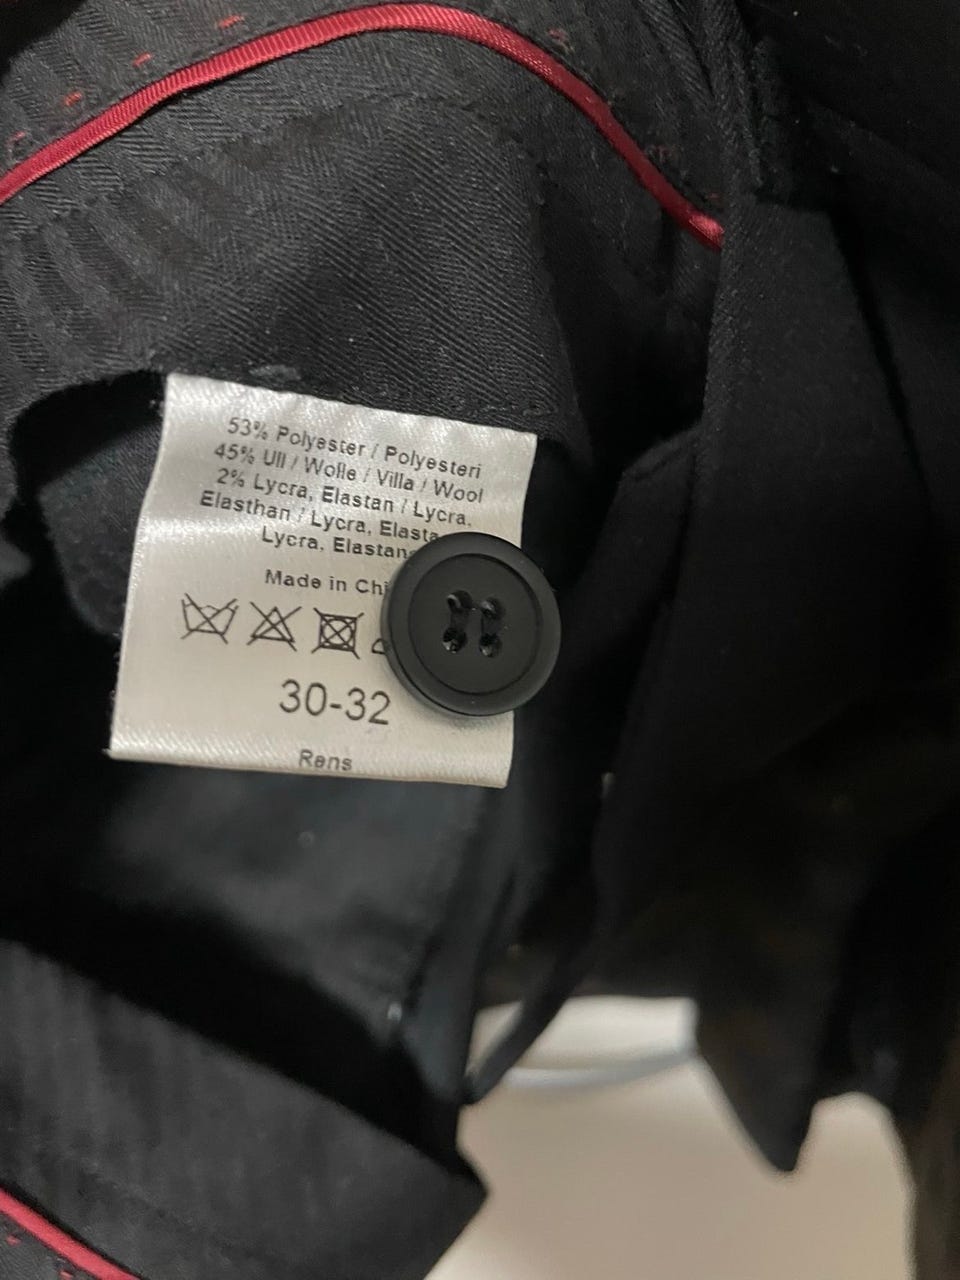 53% Polyester / Polyesteri
45% Ull / Wolle / Villa / Wool
2% Lycra, Elastan / Lycra,
Elasthan / Lycra, Elasta
Lycra, Elastan
Made in Chi
30-32
Rens